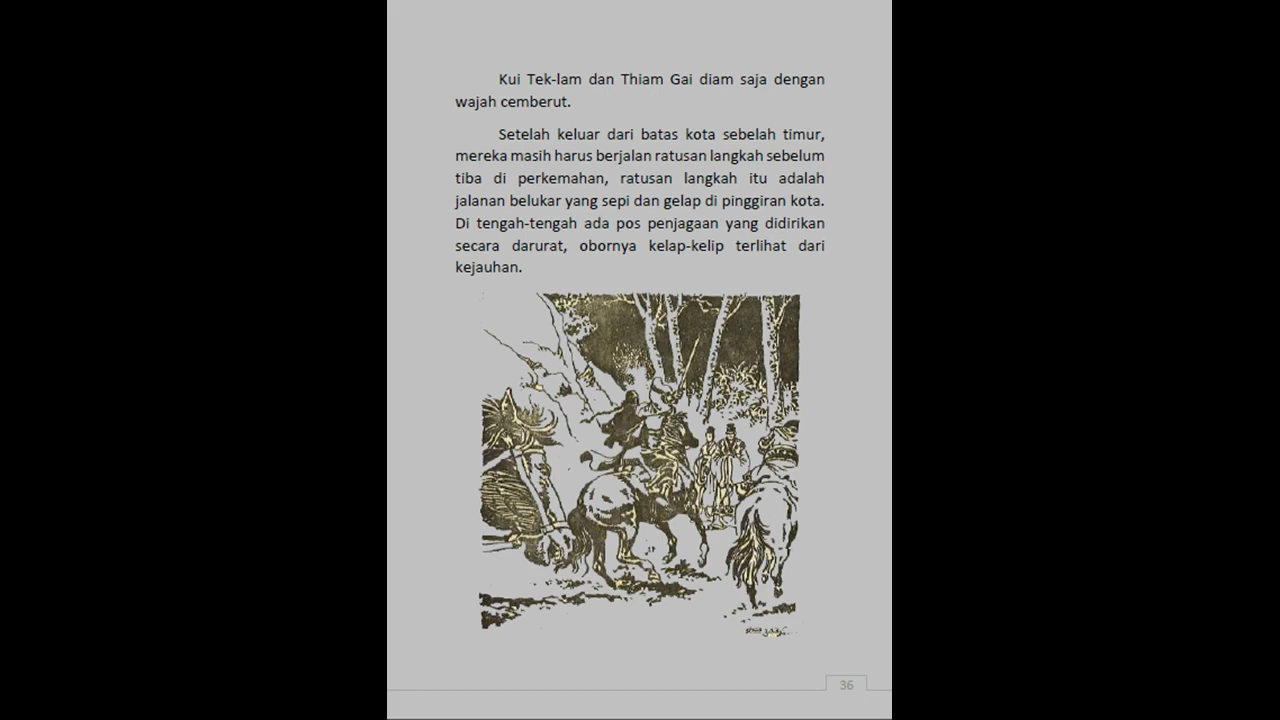 Kui Tek-lam dan Thiam Gai diam saja dengan
wajah cemberut.
Setelah keluar dari batas kota sebelah timur,
mereka masih harus berjalan ratusan langkah sebelum
tiba di perkemahan, ratusan langkah itu adalah
jalanan belukar yang sepi dan gelap di pinggiran kota.
Di tengah-tengah ada pos penjagaan yang didirikan
secara darurat, obornya kelap-kelip terlihat dari
kejauhan.
36